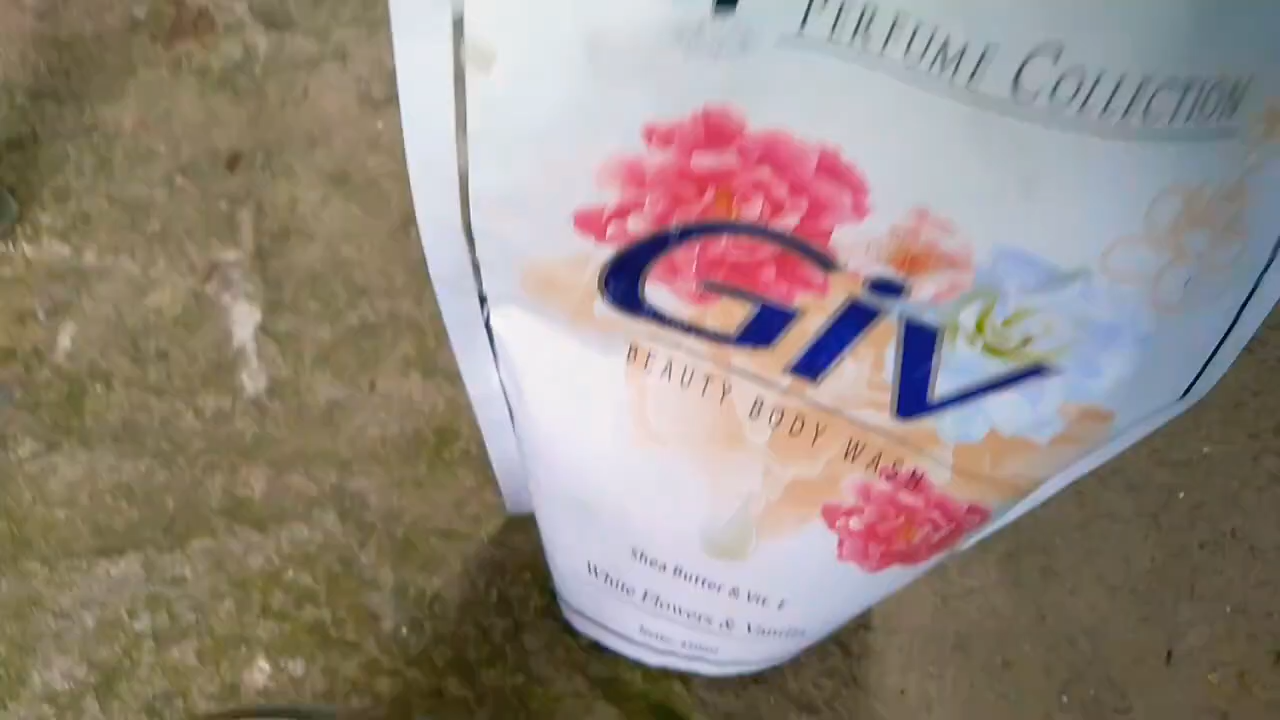 PERFUME COLLECTION
GIV
BEAUTY BODY WASH
Shea Butter & Vit. E
White Flowers & Vanilla